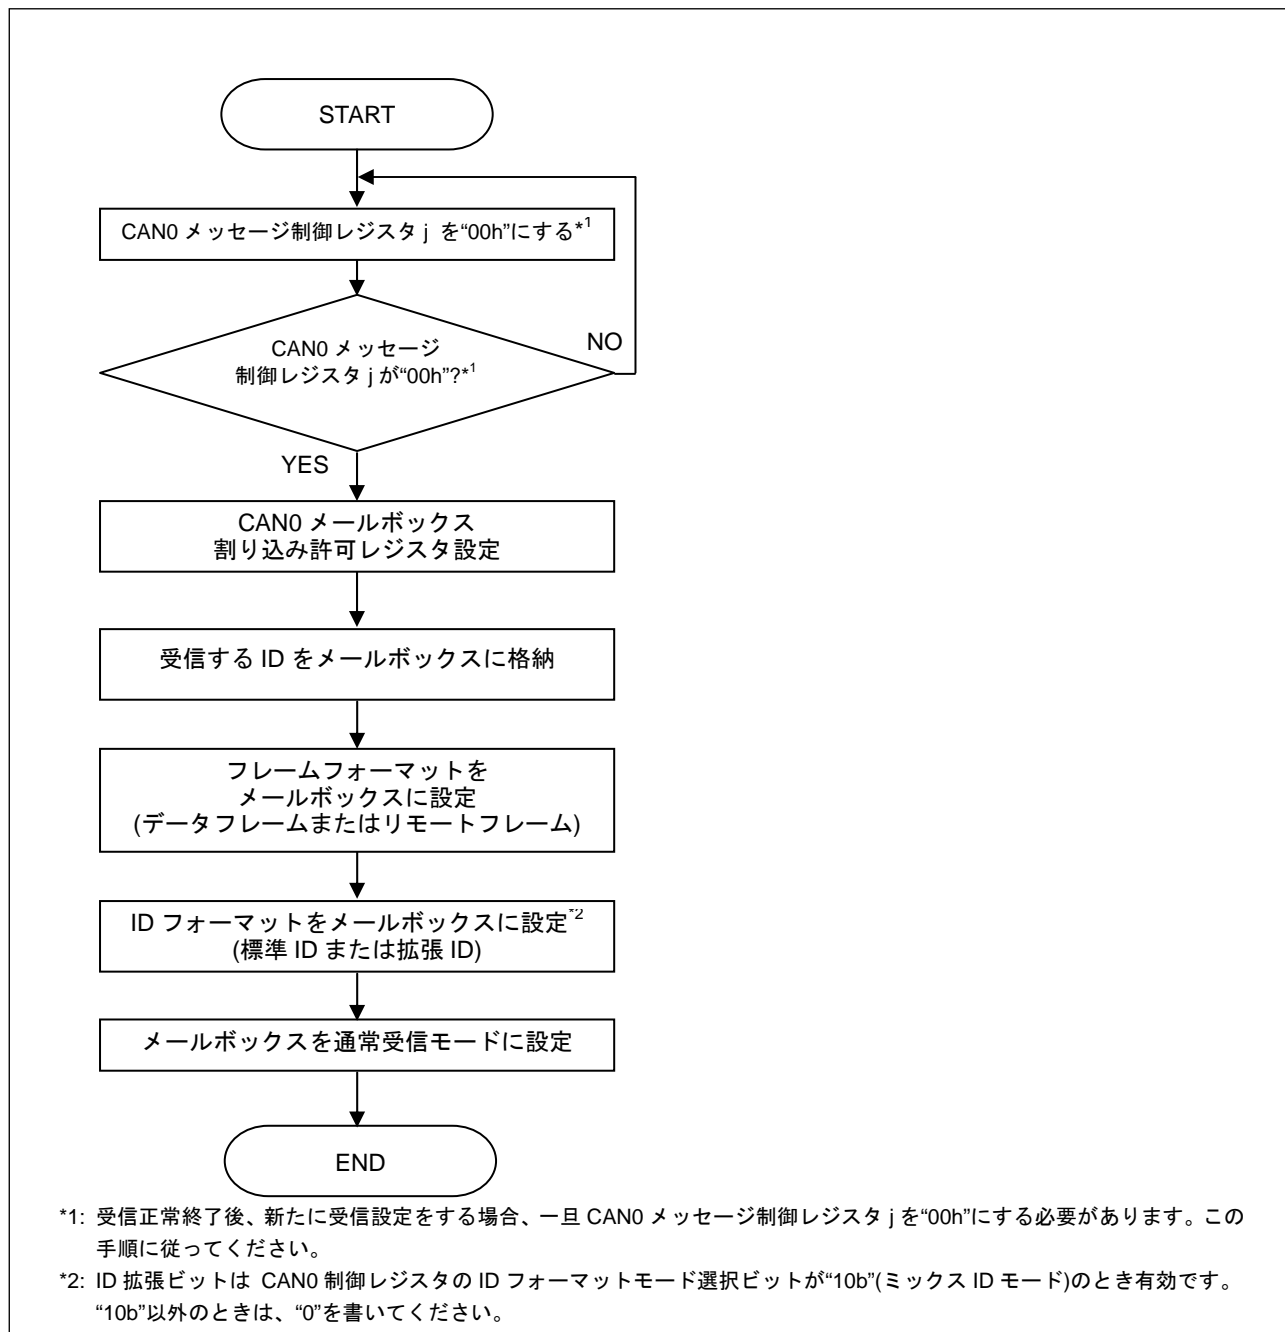 START
CAN0 メッセージ制御レジスタ j を“00h”にする*1
CAN0 メッセージ
制御レジスタ j が“00h”?*1
NO
YES
CAN0 メールボックス
割り込み許可レジスタ設定
受信する ID をメールボックスに格納
フレームフォーマットを
メールボックスに設定
(データフレームまたはリモートフレーム)
ID フォーマットをメールボックスに設定*2
(標準 ID または拡張 ID)
メールボックスを通常受信モードに設定
END
*1: 受信正常終了後、新たに受信設定をする場合、一旦 CAN0 メッセージ制御レジスタ j を“00h”にする必要があります。この
手順に従ってください。
*2: ID 拡張ビットは CAN0 制御レジスタの ID フォーマットモード選択ビットが“10b”(ミックス ID モード)のとき有効です。
“10b”以外のときは、“0”を書いてください。